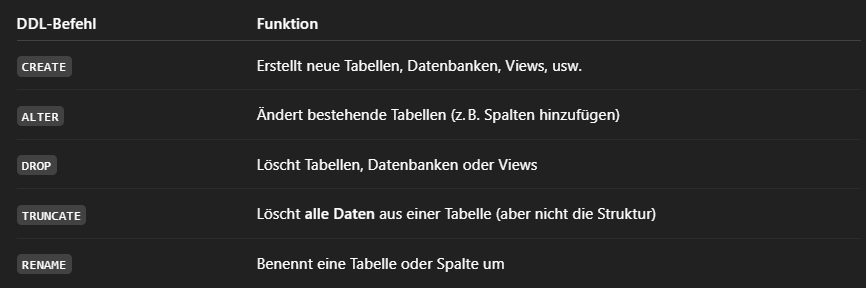 DDL-Befehl Funktion
CREATE Erstellt neue Tabellen, Datenbanken, Views, usw.
ALTER Ändert bestehende Tabellen (z. B. Spalten hinzufügen)
DROP Löscht Tabellen, Datenbanken oder Views
TRUNCATE Löscht alle Daten aus einer Tabelle (aber nicht die Struktur)
RENAME Benennt eine Tabelle oder Spalte um